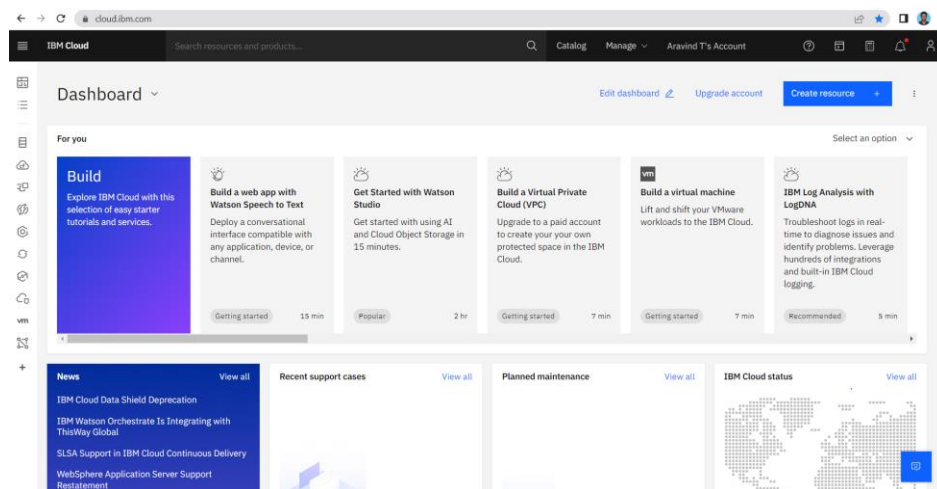 cloud.ibm.com
IBM Cloud
Search resources and products...
Catalog
Manage
Aravind T's Account
Dashboard
Edit dashboard
Upgrade account
Create resource +
For you
Select an option
Build
Explore IBM Cloud with this
selection of easy starter
tutorials and services.
Build a web app with
Watson Speech to Text
Deploy a conversational
interface compatible with
any application, device, or
channel.
Getting started 15 min
Get Started with Watson
Studio
Get started with using AI
and Cloud Object Storage in
15 minutes.
Popular 2 hr
Build a Virtual Private
Cloud (VPC)
Upgrade to a paid account
to create your your own
protected space in the IBM
Cloud.
Getting started 7 min
vm
Build a virtual machine
Lift and shift your VMware
workloads to the IBM Cloud.
Getting started 7 min
IBM Log Analysis with
LogDNA
Troubleshoot logs in real-
time to diagnose issues and
identify problems. Leverage
hundreds of integrations
and built-in IBM Cloud
logging.
Recommended 5 min
vm
News View all
IBM Cloud Data Shield Deprecation
IBM Watson Orchestrate Is Integrating with
ThisWay Global
SLSA Support in IBM Cloud Continuous Delivery
WebSphere Application Server Support
Restatement
Recent support cases View all
Planned maintenance View all
IBM Cloud status View all